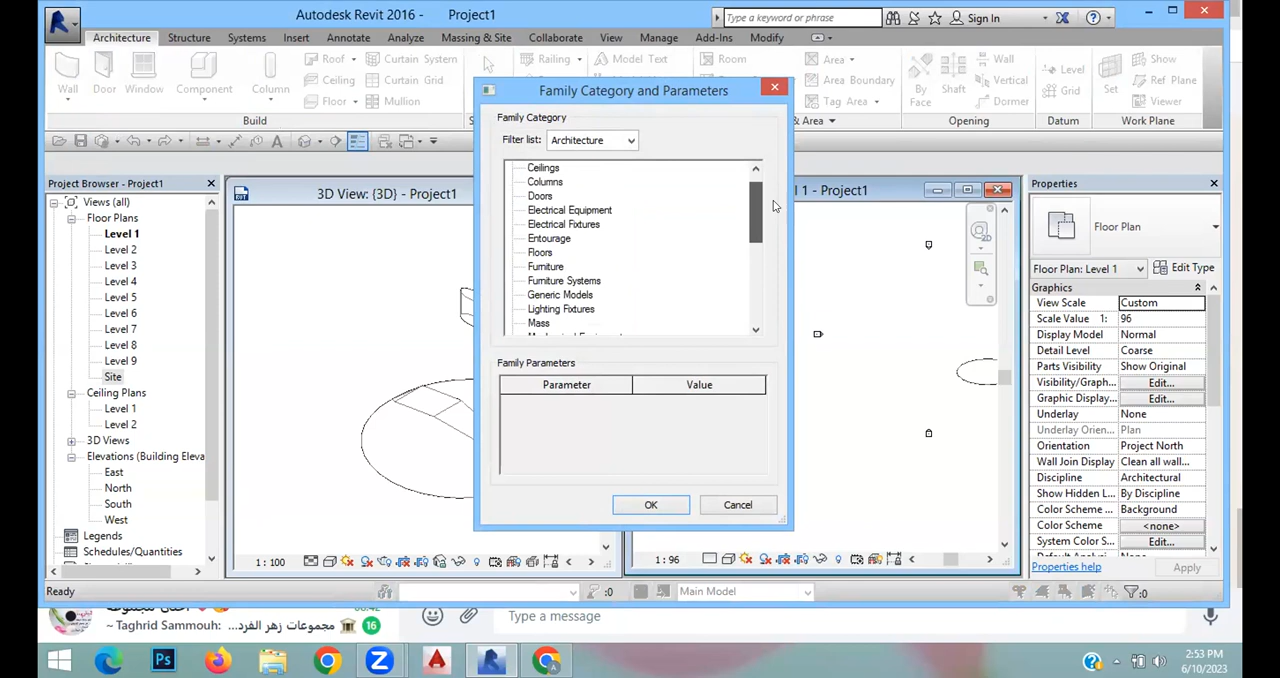 Autodesk Revit 2016 - Project1
Type a keyword or phrase
Sign In
Architecture Structure Systems Insert Annotate Analyze Massing & Site Collaborate View Manage Add-Ins Modify
Wall Door Window Component Column
Roof Ceiling Floor
Curtain System Curtain Grid Mullion
Railing Model Text Room
Area Area Boundary Tag Area
By Face Shaft Wall Vertical Dormer
Level Grid
Set Show Ref Plane Viewer
Build & Area Opening Datum Work Plane
Project Browser - Project1
Views (all)
Floor Plans
Level 1
Level 2
Level 3
Level 4
Level 5
Level 6
Level 7
Level 8
Level 9
Site
Ceiling Plans
Level 1
Level 2
3D Views
Elevations (Building Eleva
East
North
South
West
Legends
Schedules/Quantities
3D View: {3D} - Project1
1 - Project1
Family Category and Parameters
Family Category
Filter list: Architecture
Ceilings
Columns
Doors
Electrical Equipment
Electrical Fixtures
Entourage
Floors
Furniture
Furniture Systems
Generic Models
Lighting Fixtures
Mass
Family Parameters
Parameter Value
OK Cancel
Properties
Floor Plan
Floor Plan: Level 1 Edit Type
Graphics
View Scale Custom
Scale Value 1: 96
Display Model Normal
Detail Level Coarse
Parts Visibility Show Original
Visibility/Graph... Edit...
Graphic Display... Edit...
Underlay None
Underlay Orien... Plan
Orientation Project North
Wall Join Display Clean all wall...
Discipline Architectural
Show Hidden L... By Discipline
Color Scheme ... Background
Color Scheme <none>
System Color S... Edit...
Properties help Apply
1 : 100
1 : 96
Ready :0 Main Model :0
~ Taghrid Sammouh: مجموعات زهر الفرد... 16
Type a message
2:53 PM
6/10/2023